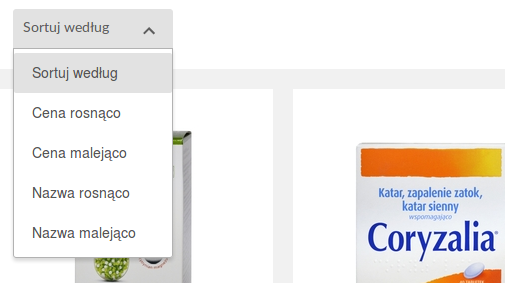 Sortuj według
Sortuj według
Cena rosnąco
Cena malejąco
Nazwa rosnąco
Nazwa malejąco
Katar, zapalenie zatok,
katar sienny
wspomagająco
Coryzalia®